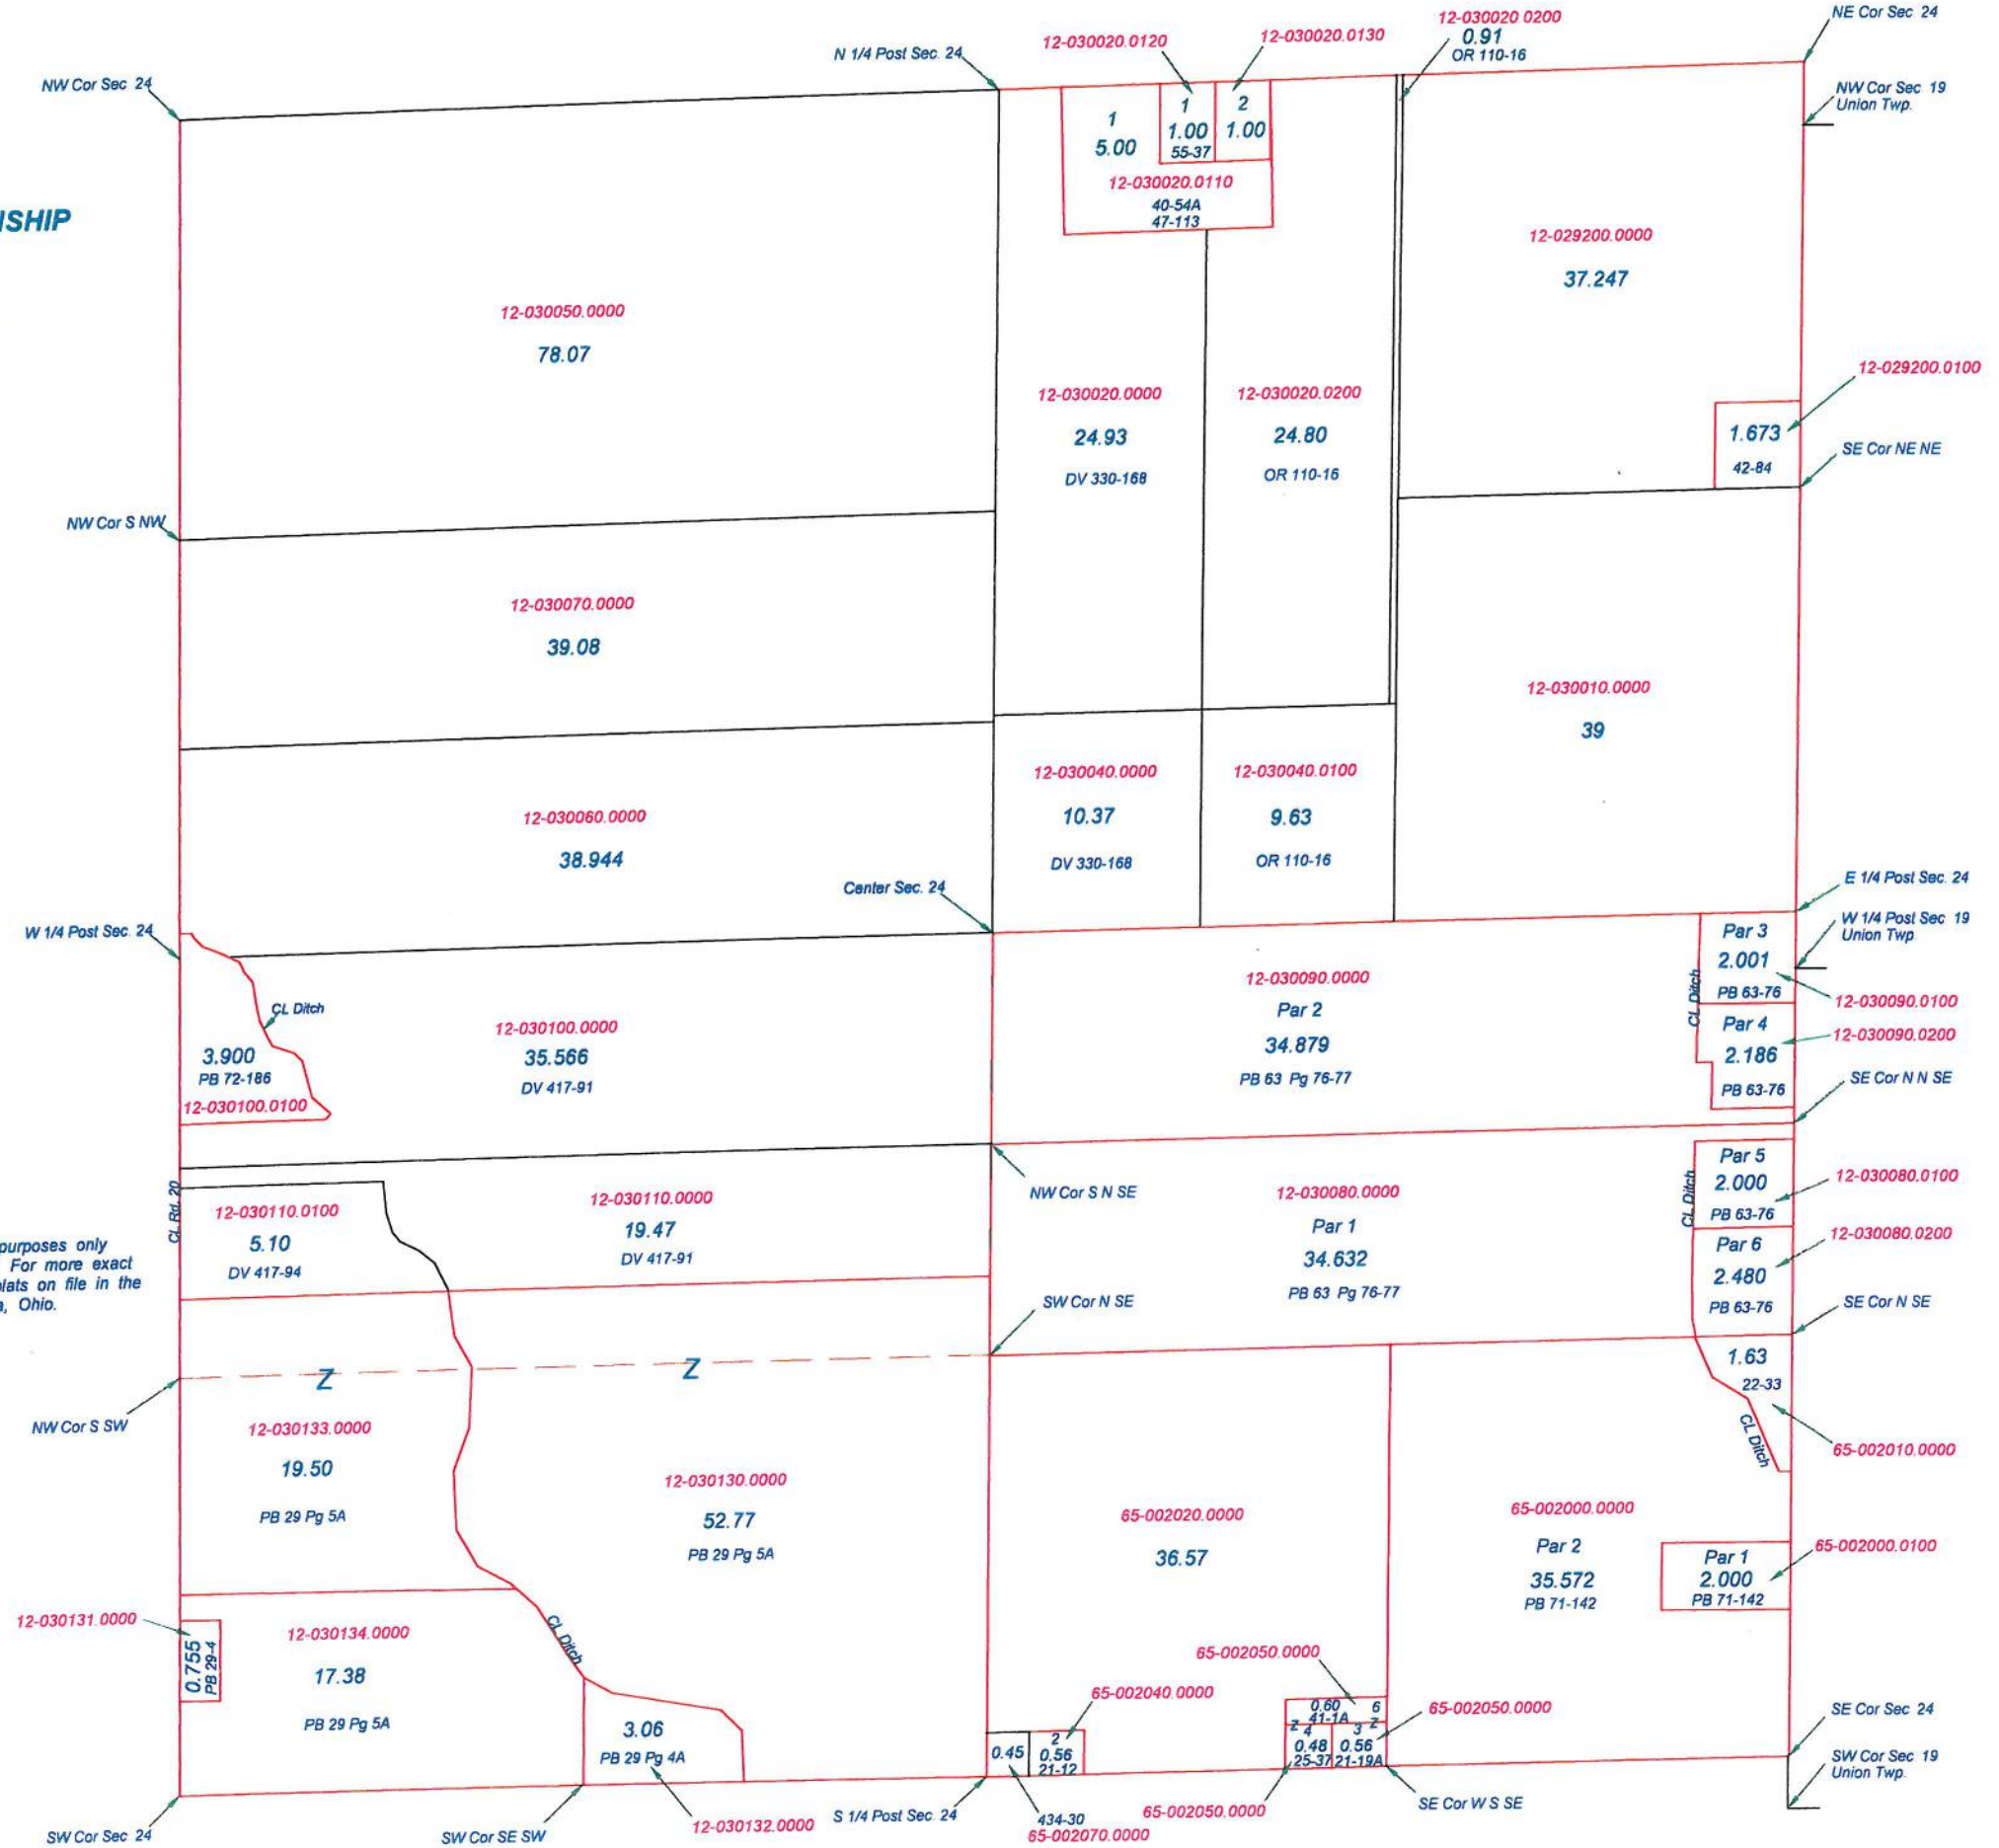 12-030020 0200
0.91
OR 110-16
NE Cor Sec 24
12-030020.0120
12-030020.0130
N 1/4 Post Sec. 24
NW Cor Sec 24
NW Cor Sec 19
Union Twp.
1
5.00
1
1.00
55-37
2
1.00
12-030020.0110
40-54A
47-113
12-029200.0000
37.247
12-030050.0000
78.07
12-029200.0100
12-030020.0000
24.93
DV 330-168
12-030020.0200
24.80
OR 110-16
1.673
42-84
SE Cor NE NE
NW Cor S NW
12-030070.0000
39.08
12-030010.0000
39
12-030040.0000
10.37
DV 330-168
12-030040.0100
9.63
OR 110-16
12-030060.0000
38.944
Center Sec. 24
E 1/4 Post Sec. 24
W 1/4 Post Sec 19
Union Twp
W 1/4 Post Sec. 24
Par 3
2.001
PB 63-76
12-030090.0100
CL Ditch
12-030090.0000
Par 2
34.879
PB 63 Pg 76-77
CL Ditch
12-030100.0000
35.566
DV 417-91
Par 4
2.186
PB 63-76
12-030090.0200
3.900
PB 72-186
12-030100.0100
SE Cor N N SE
CL Rd. 20
12-030110.0100
5.10
DV 417-94
12-030110.0000
19.47
DV 417-91
NW Cor S N SE
12-030080.0000
Par 1
34.632
PB 63 Pg 76-77
CL Ditch
Par 5
2.000
PB 63-76
12-030080.0100
Par 6
2.480
PB 63-76
12-030080.0200
purposes only
For more exact
plats on file in the
Ohio.
SW Cor N SE
SE Cor N SE
Z
Z
1.63
22-33
CL Ditch
65-002010.0000
NW Cor S SW
12-030133.0000
19.50
PB 29 Pg 5A
12-030130.0000
52.77
PB 29 Pg 5A
65-002020.0000
36.57
65-002000.0000
Par 2
35.572
PB 71-142
Par 1
2.000
PB 71-142
65-002000.0100
12-030131.0000
0.755
PB 29-4
12-030134.0000
17.38
PB 29 Pg 5A
CL Ditch
3.06
PB 29 Pg 4A
65-002050.0000
65-002040.0000
65-002050.0000
0.60 6
41-1A
Z Z
4
0.48
25-37
3
0.56
21-19A
0.45
2
0.56
21-12
SE Cor Sec 24
SW Cor Sec 19
Union Twp.
SE Cor W S SE
65-002050.0000
434-30
65-002070.0000
S 1/4 Post Sec. 24
12-030132.0000
SW Cor SE SW
SW Cor Sec 24